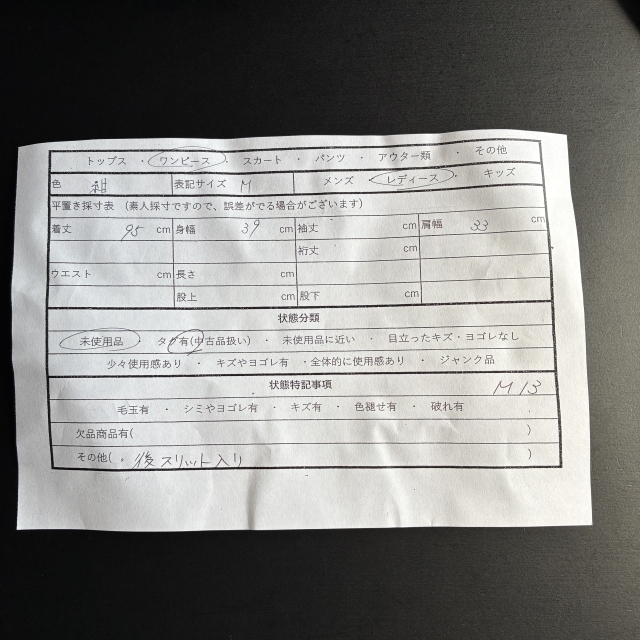 トップス ・ ワンピース ・ スカート ・ パンツ ・ アウター類 ・ その他
色 紺 表記サイズ M メンズ ・ レディース ・ キッズ
平置き採寸表 (素人採寸ですので、誤差がでる場合がございます)
着丈 95 cm 身幅 39 cm 袖丈 cm 肩幅 33 cm
裄丈 cm
ウエスト cm 長さ cm
股上 cm 股下 cm
状態分類
未使用品 ・ タグ有(中古品扱い) ・ 未使用品に近い ・ 目立ったキズ・ヨゴレなし
少々使用感あり ・ キズやヨゴレ有 ・全体的に使用感あり ・ ジャンク品
状態特記事項 M13
毛玉有 ・ シミやヨゴレ有 ・ キズ有 ・ 色褪せ有 ・ 破れ有
欠品商品有( )
その他( ・後スリット入り )